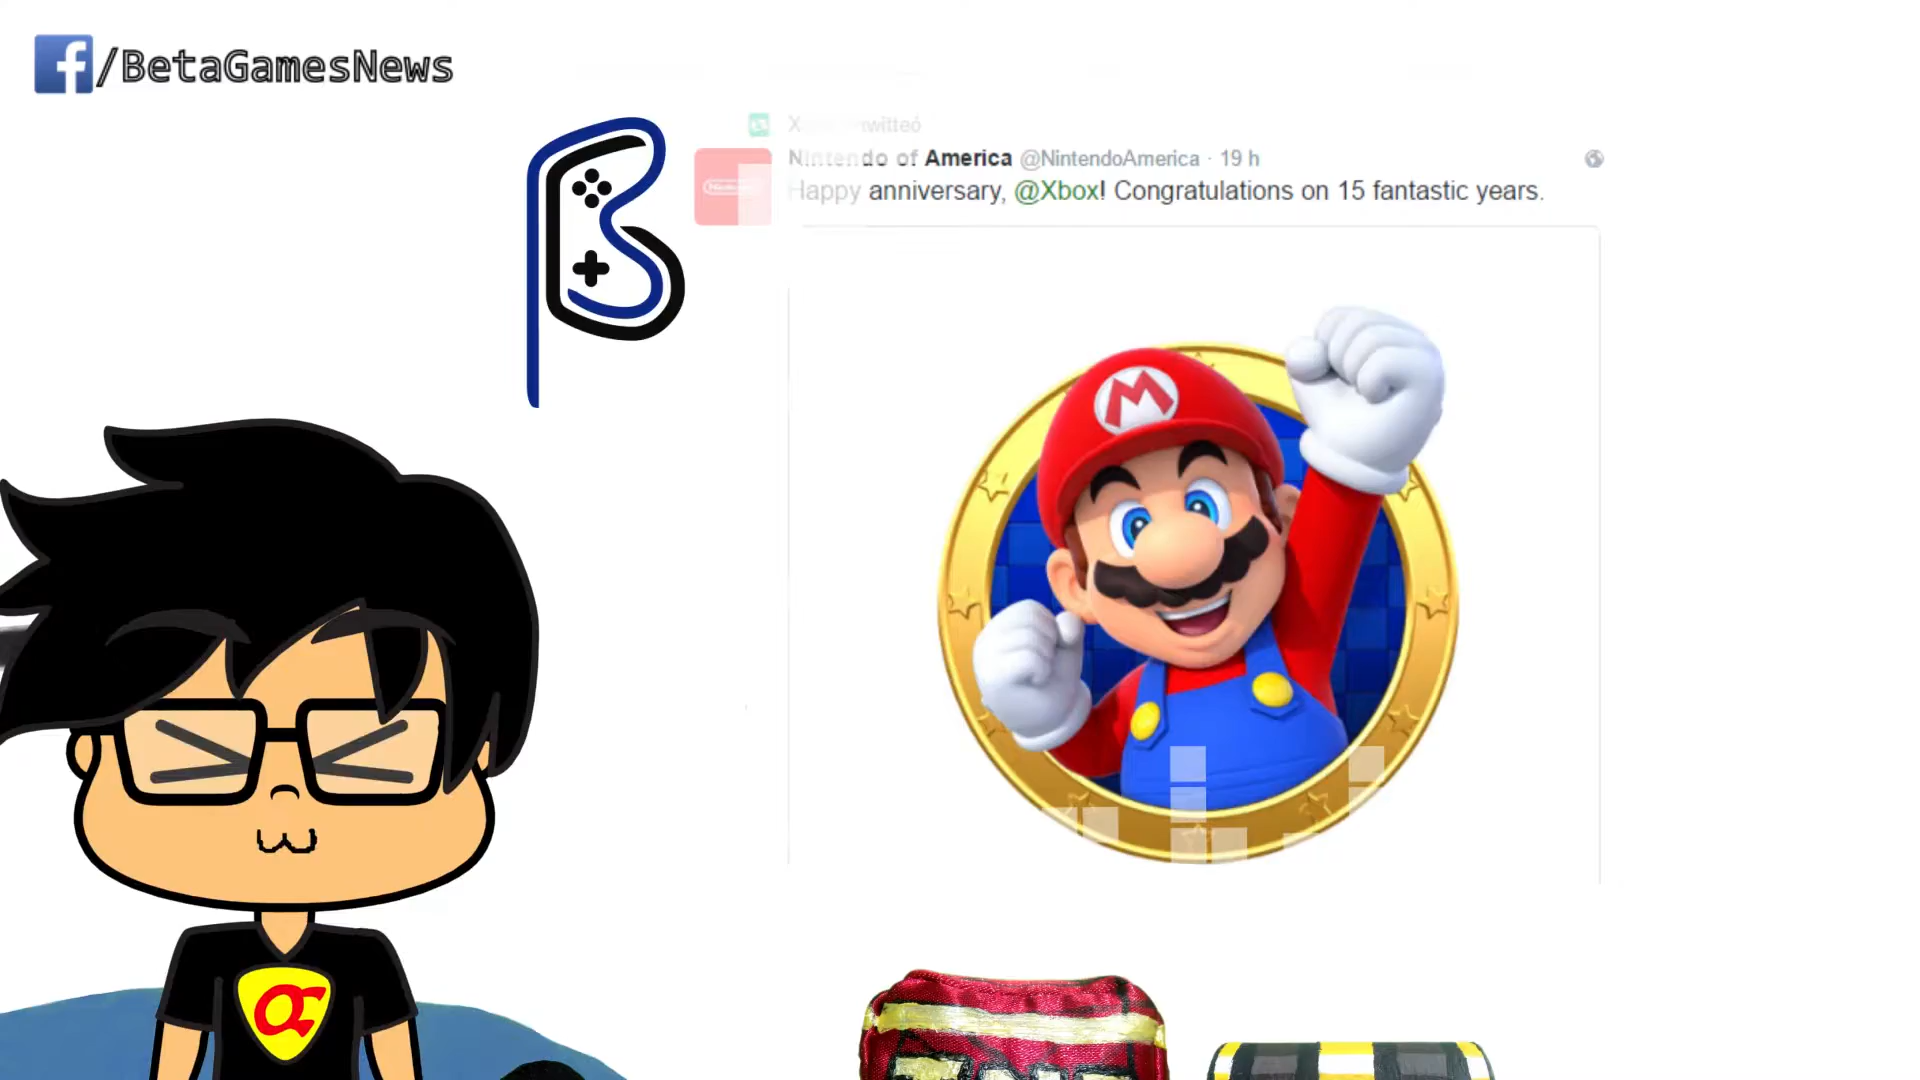 /BetaGamesNews
Nintendo of America @NintendoAmerica · 19 h
Happy anniversary, @Xbox! Congratulations on 15 fantastic years.
M